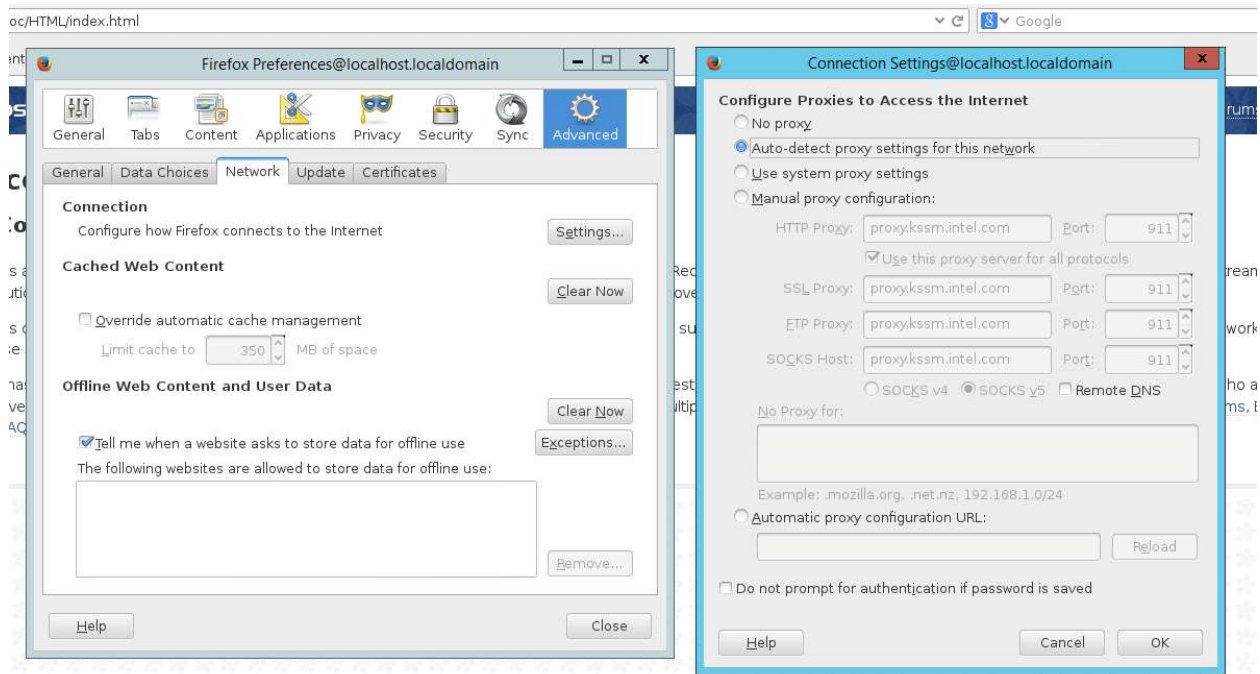 oc/HTML/index.html
Google
Firefox Preferences@localhost.localdomain
General Tabs Content Applications Privacy Security Sync Advanced
General Data Choices Network Update Certificates
Connection
Configure how Firefox connects to the Internet
Settings...
Cached Web Content
Clear Now
Override automatic cache management
Limit cache to 350 MB of space
Offline Web Content and User Data
Clear Now
Tell me when a website asks to store data for offline use
Exceptions...
The following websites are allowed to store data for offline use:
Remove...
Help Close
Connection Settings@localhost.localdomain
Configure Proxies to Access the Internet
No proxy
Auto-detect proxy settings for this network
Use system proxy settings
Manual proxy configuration:
HTTP Proxy: proxy.kssm.intel.com Port: 911
Use this proxy server for all protocols
SSL Proxy: proxy.kssm.intel.com Port: 911
FTP Proxy: proxy.kssm.intel.com Port: 911
SOCKS Host: proxy.kssm.intel.com Port: 911
SOCKS v4 SOCKS v5 Remote DNS
No Proxy for:
Example: .mozilla.org, .net.nz, 192.168.1.0/24
Automatic proxy configuration URL:
Reload
Do not prompt for authentication if password is saved
Help Cancel OK